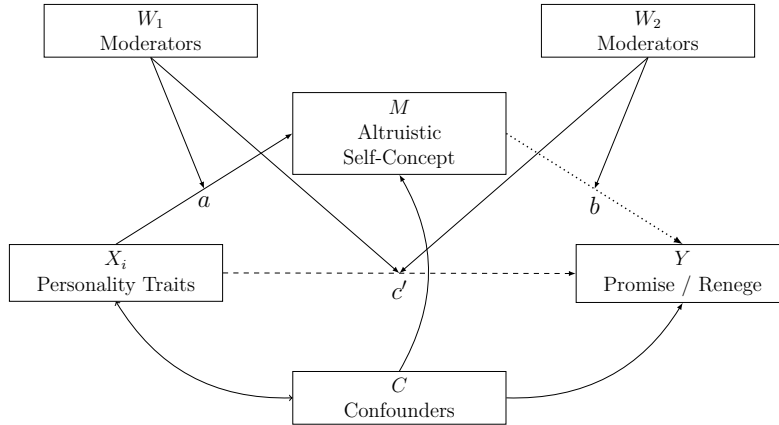 W₁
Moderators
W₂
Moderators
M
Altruistic
Self-Concept
a
b
Xᵢ
Personality Traits
Y
Promise / Renege
c′
C
Confounders